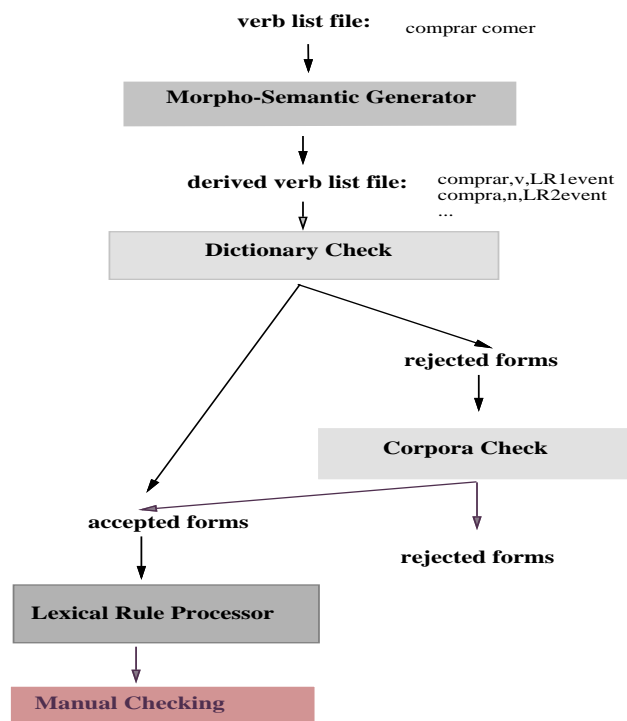 verb list file: comprar comer
Morpho-Semantic Generator
derived verb list file: comprar,v,LR1event
compra,n,LR2event
...
Dictionary Check
rejected forms
Corpora Check
accepted forms
rejected forms
Lexical Rule Processor
Manual Checking